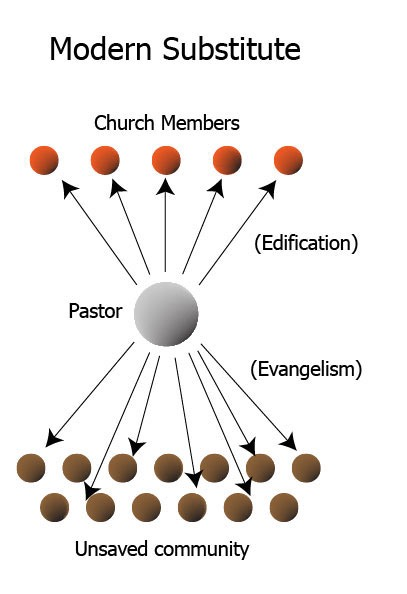 Modern Substitute
Church Members
(Edification)
Pastor
(Evangelism)
Unsaved community